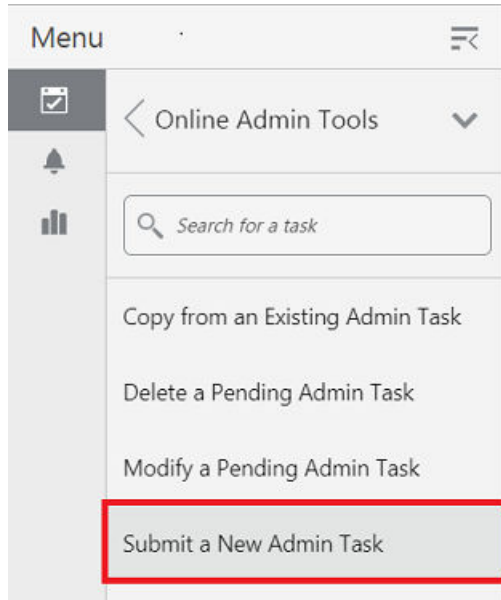 Menu
Online Admin Tools
Search for a task
Copy from an Existing Admin Task
Delete a Pending Admin Task
Modify a Pending Admin Task
Submit a New Admin Task